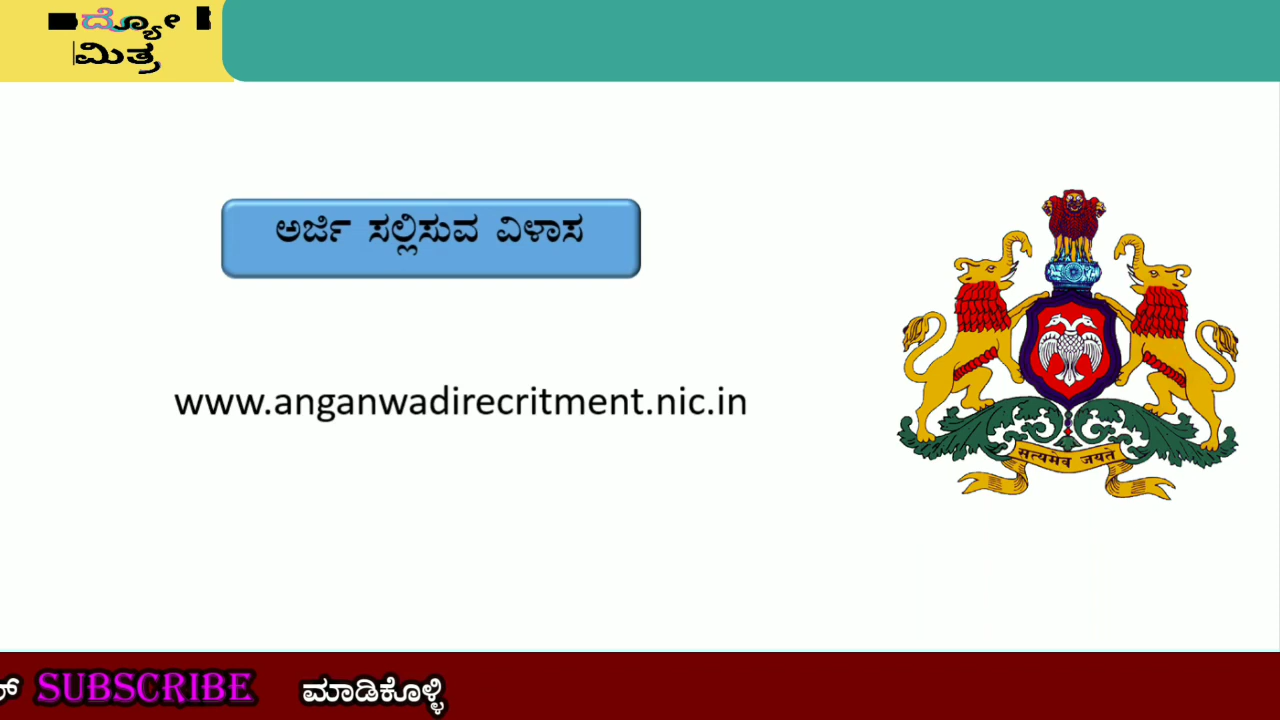 ದ್ಯೋ
ಮಿತ್ರ
ಅರ್ಜಿ ಸಲ್ಲಿಸುವ ವಿಳಾಸ
www.anganwadirecritment.nic.in
सत्यमेव जयते
SUBSCRIBE ಮಾಡಿಕೊಳ್ಳಿ